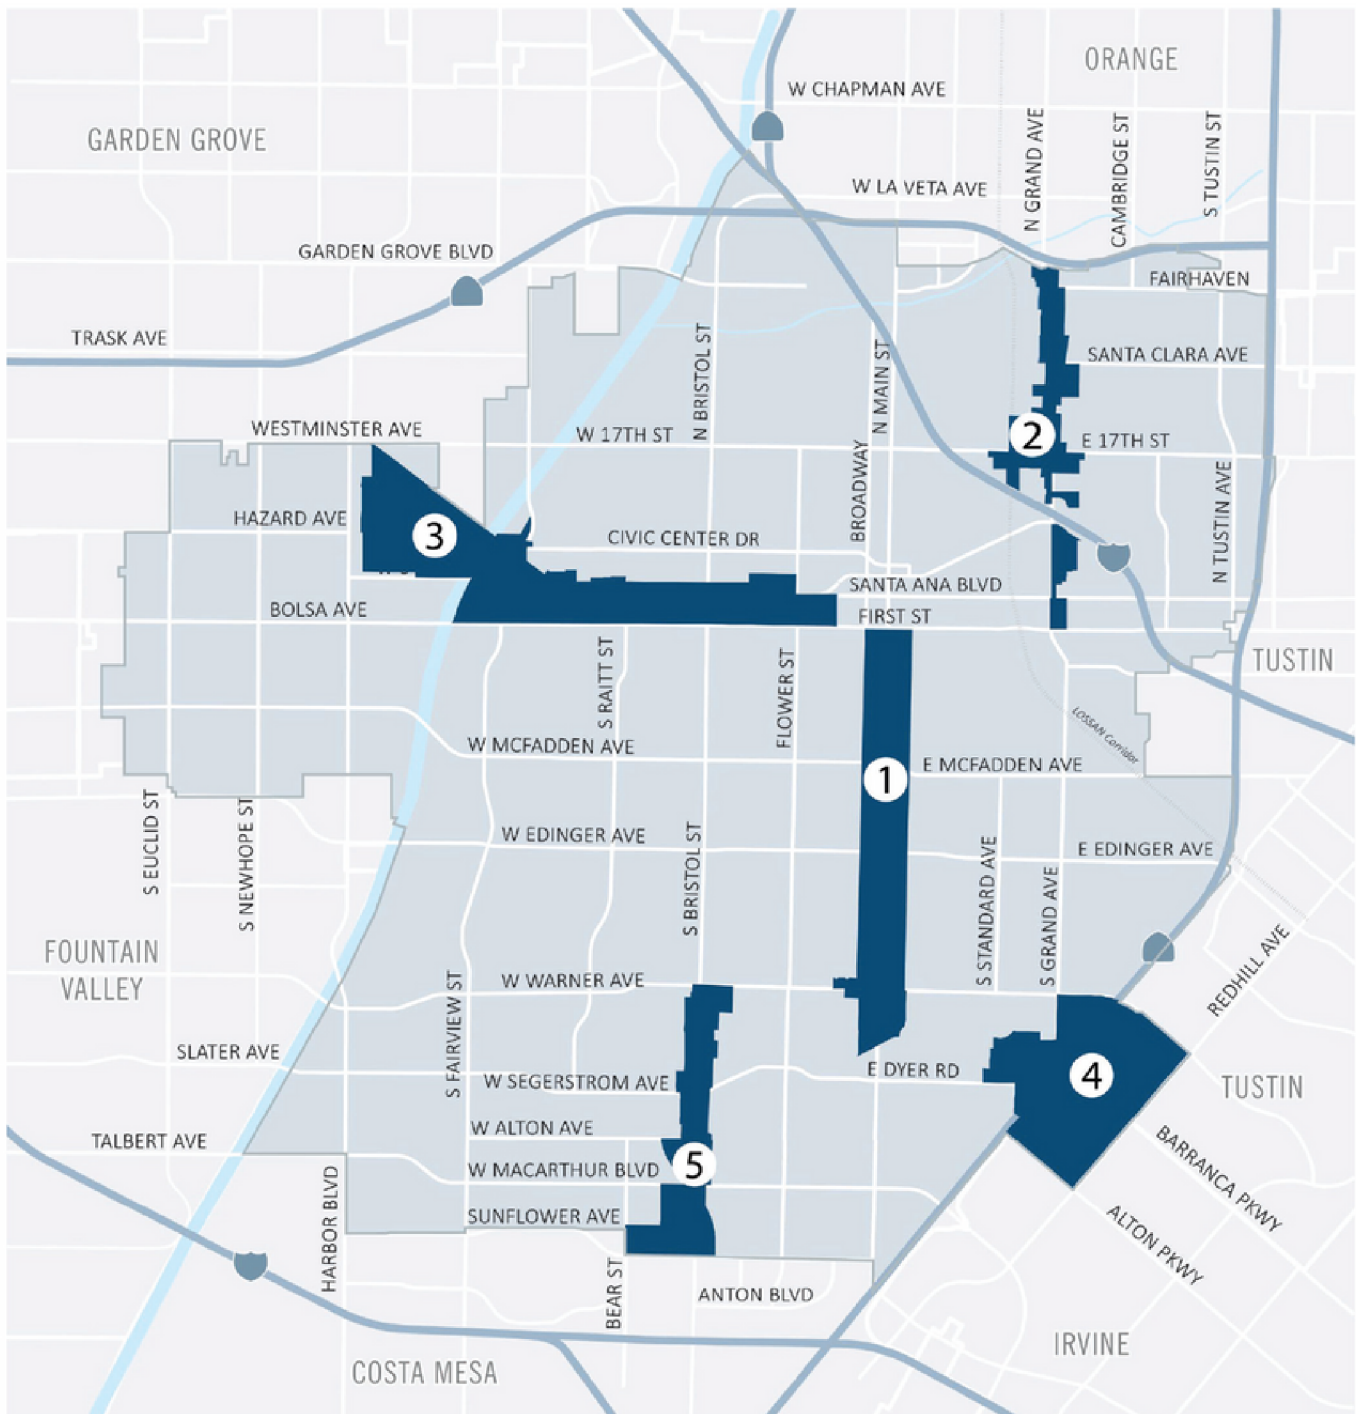 ORANGE
W CHAPMAN AVE
GARDEN GROVE
N GRAND AVE
CAMBRIDGE ST
S TUSTIN ST
W LA VETA AVE
GARDEN GROVE BLVD
FAIRHAVEN
TRASK AVE
N BRISTOL ST
N MAIN ST
SANTA CLARA AVE
WESTMINSTER AVE
W 17TH ST
2
E 17TH ST
BROADWAY
N TUSTIN AVE
HAZARD AVE
3
CIVIC CENTER DR
SANTA ANA BLVD
BOLSA AVE
FIRST ST
S RAITT ST
FLOWER ST
TUSTIN
LOSSAN Corridor
W MCFADDEN AVE
E MCFADDEN AVE
1
S EUCLID ST
S NEWHOPE ST
W EDINGER AVE
S BRISTOL ST
S STANDARD AVE
E EDINGER AVE
S GRAND AVE
FOUNTAIN
VALLEY
W WARNER AVE
REDHILL AVE
S FAIRVIEW ST
SLATER AVE
W SEGERSTROM AVE
E DYER RD
4
TUSTIN
TALBERT AVE
W ALTON AVE
BARRANCA PKWY
W MACARTHUR BLVD
5
HARBOR BLVD
SUNFLOWER AVE
ALTON PKWY
BEAR ST
ANTON BLVD
IRVINE
COSTA MESA